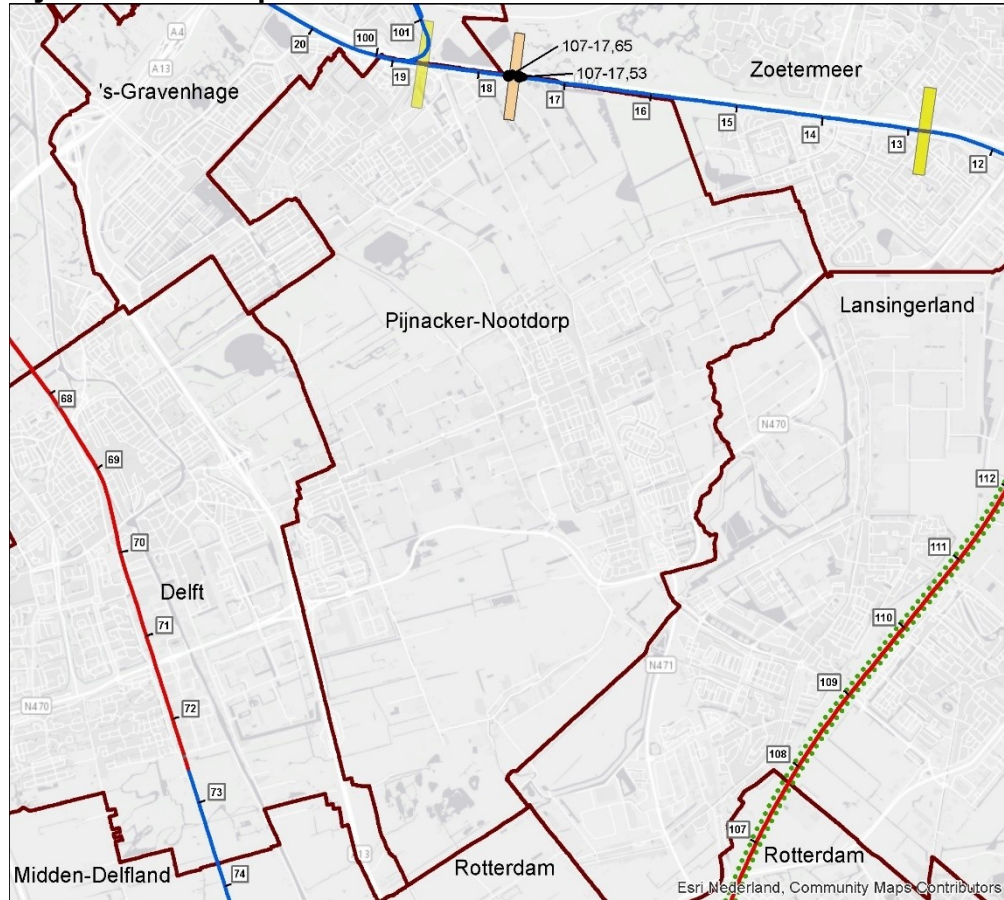 A4
20
100
101
A13
19
18
107-17,65
107-17,53
17
16
15
14
13
12
Zoetermeer
's-Gravenhage
Pijnacker-Nootdorp
Lansingerland
68
69
N470
112
70
111
Delft
71
110
N470
N471
72
109
108
73
107
Midden-Delfland
74
Rotterdam
Rotterdam
Esri Nederland, Community Maps Contributors